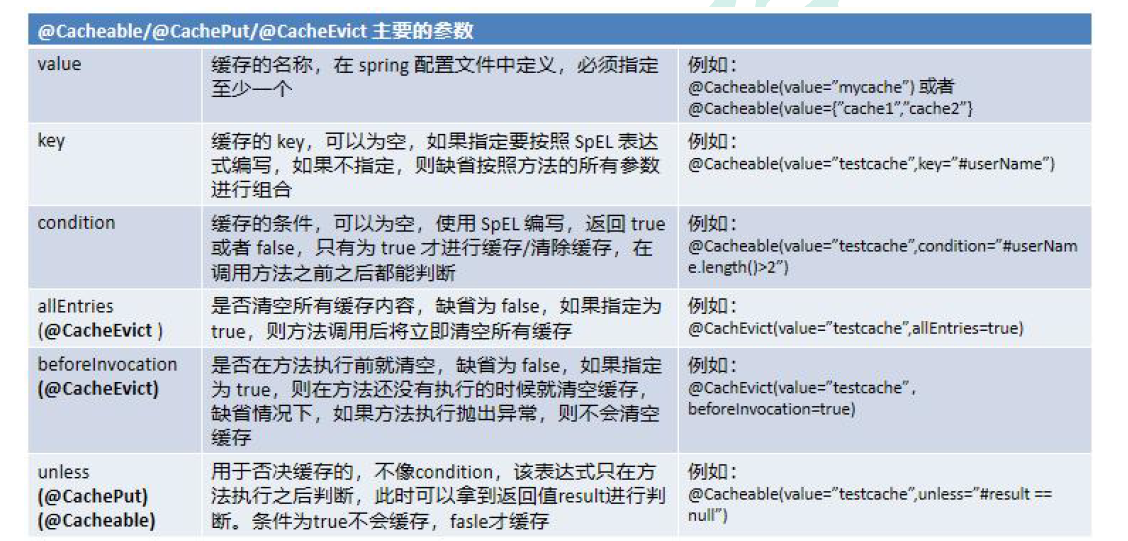 @Cacheable/@CachePut/@CacheEvict 主要的参数
value
缓存的名称，在 spring 配置文件中定义，必须指定
至少一个
例如：
@Cacheable(value=”mycache”) 或者
@Cacheable(value={”cache1”,”cache2”}
key
缓存的 key，可以为空，如果指定要按照 SpEL 表达
式编写，如果不指定，则缺省按照方法的所有参数
进行组合
例如：
@Cacheable(value=”testcache”,key=”#userName”)
condition
缓存的条件，可以为空，使用 SpEL 编写，返回 true
或者 false，只有为 true 才进行缓存/清除缓存，在
调用方法之前之后都能判断
例如：
@Cacheable(value=”testcache”,condition=”#userNam
e.length()>2”)
allEntries
(@CacheEvict )
是否清空所有缓存内容，缺省为 false，如果指定为
true，则方法调用后将立即清空所有缓存
例如：
@CachEvict(value=”testcache”,allEntries=true)
beforeInvocation
(@CacheEvict)
是否在方法执行前就清空，缺省为 false，如果指定
为 true，则在方法还没有执行的时候就清空缓存，
缺省情况下，如果方法执行抛出异常，则不会清空
缓存
例如：
@CachEvict(value=”testcache”,
beforeInvocation=true)
unless
(@CachePut)
(@Cacheable)
用于否决缓存的，不像condition，该表达式只在方
法执行之后判断，此时可以拿到返回值result进行判
断。条件为true不会缓存，fasle才缓存
例如：
@Cacheable(value=”testcache”,unless=”#result ==
null”)